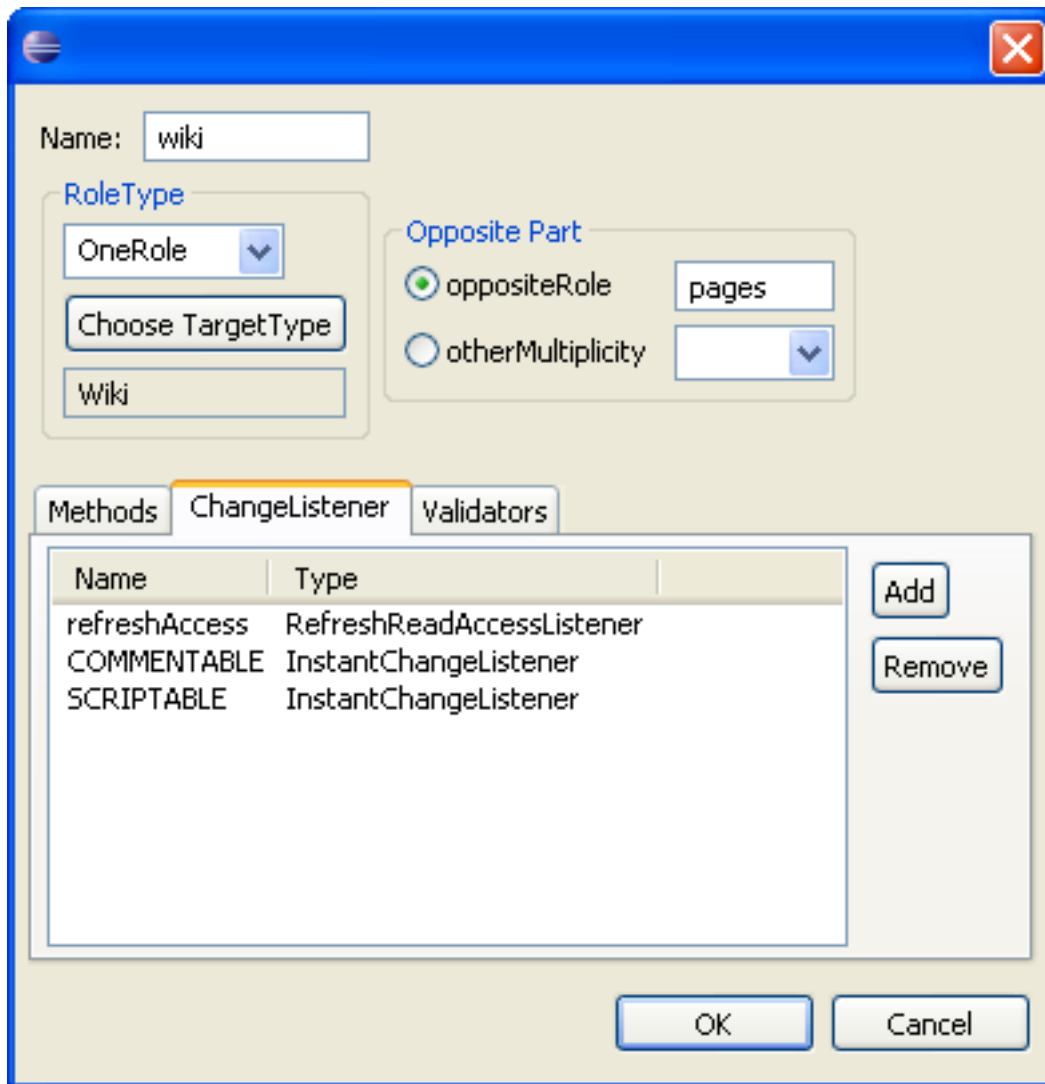 Name: wiki
RoleType
OneRole
Choose TargetType
Wiki
Opposite Part
oppositeRole pages
otherMultiplicity
Methods ChangeListener Validators
Name Type
refreshAccess RefreshReadAccessListener
COMMENTABLE InstantChangeListener
SCRIPTABLE InstantChangeListener
Add
Remove
OK Cancel